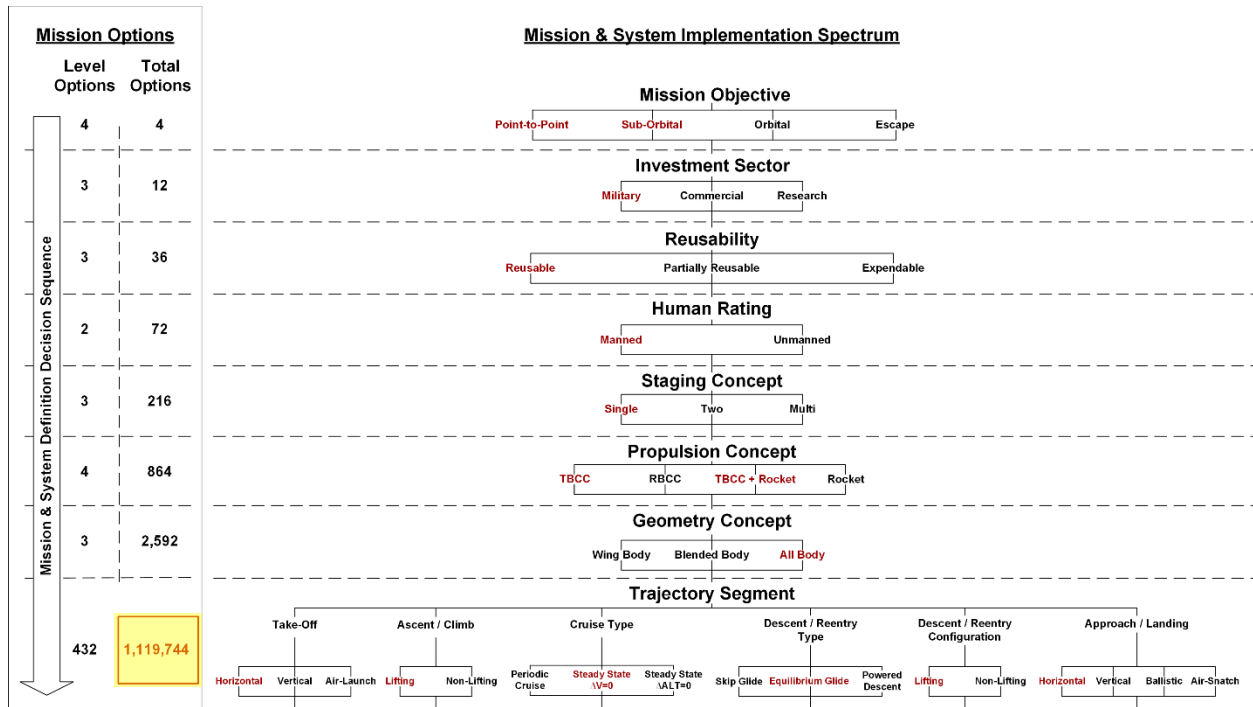 Mission Options
Mission & System Implementation Spectrum
Level Options
Total Options
Mission & System Definition Decision Sequence
Mission Objective
4
4
Point-to-Point
Sub-Orbital
Orbital
Escape
Investment Sector
3
12
Military
Commercial
Research
Reusability
3
36
Reusable
Partially Reusable
Expendable
Human Rating
2
72
Manned
Unmanned
Staging Concept
3
216
Single
Two
Multi
Propulsion Concept
4
864
TBCC
RBCC
TBCC + Rocket
Rocket
Geometry Concept
3
2,592
Wing Body
Blended Body
All Body
Trajectory Segment
432
1,119,744
Take-Off
Horizontal
Vertical
Air-Launch
Ascent / Climb
Lifting
Non-Lifting
Cruise Type
Periodic
Cruise
Steady State
ΔV=0
Steady State
ΔALT=0
Descent / Reentry
Type
Skip Glide
Equilibrium Glide
Powered
Descent
Descent / Reentry
Configuration
Lifting
Non-Lifting
Approach / Landing
Horizontal
Vertical
Ballistic
Air-Snatch